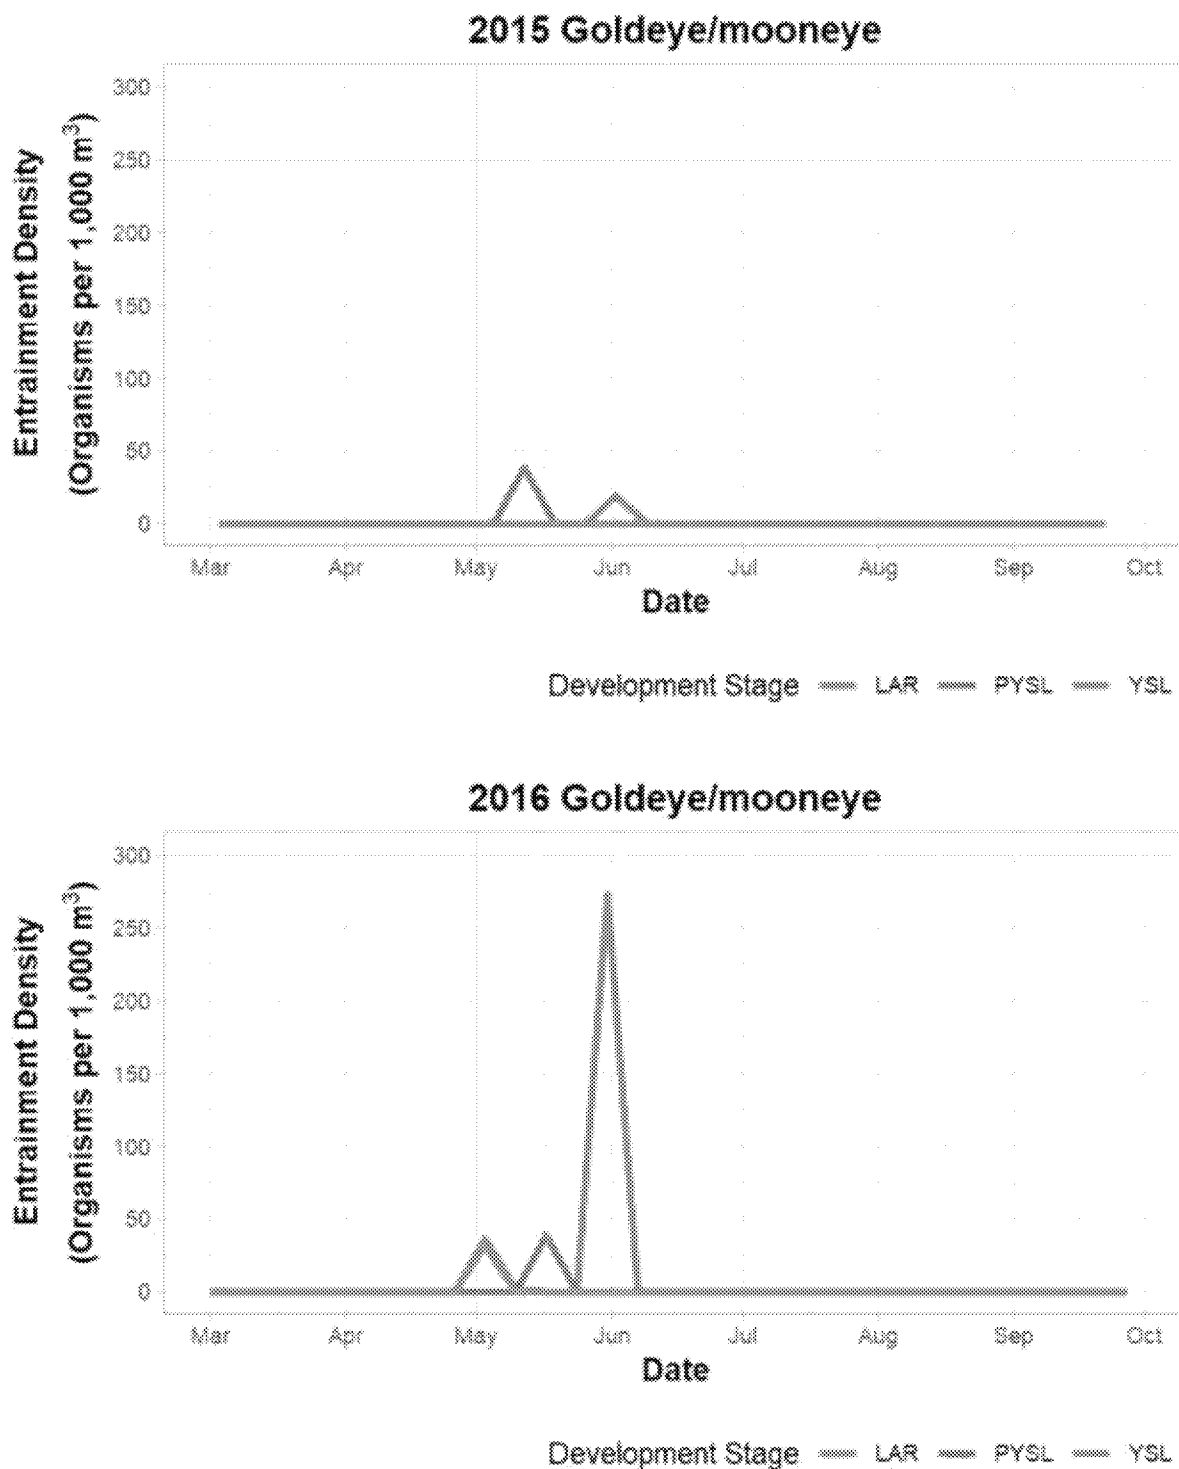 2015 Goldeye/mooneye
Entrainment Density
(Organisms per 1,000 m³)
300
250
200
150
100
50
0
Mar Apr May Jun Jul Aug Sep Oct
Date
Development Stage LAR PYSL YSL
2016 Goldeye/mooneye
Entrainment Density
(Organisms per 1,000 m³)
300
250
200
150
100
50
0
Mar Apr May Jun Jul Aug Sep Oct
Date
Development Stage LAR PYSL YSL